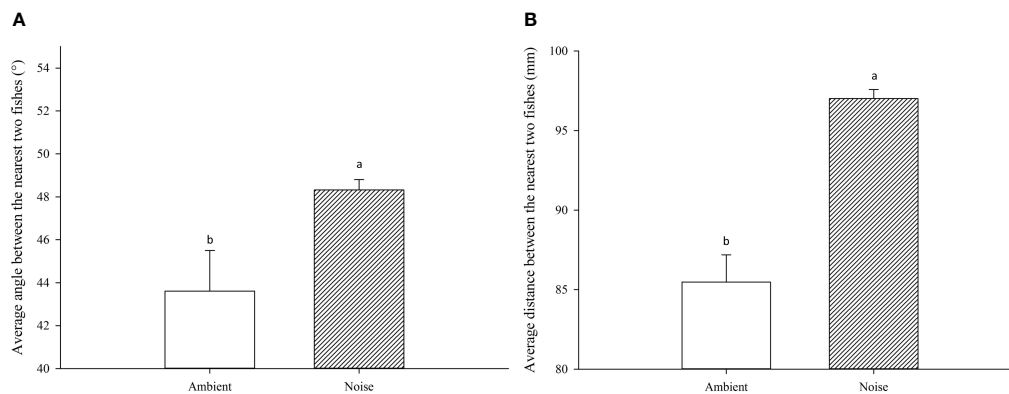 A
Average angle between the nearest two fishes (°)
54
52
50
48
46
44
42
40
b
a
Ambient
Noise
B
Average distance between the nearest two fishes (mm)
100
95
90
85
80
b
a
Ambient
Noise